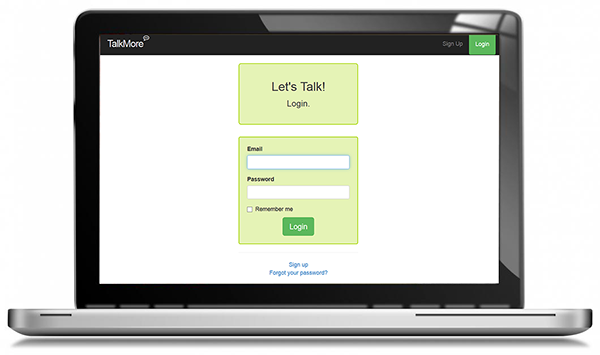 TalkMore
Sign Up
Login
Let's Talk!
Login.
Email
Password
Remember me
Login
Sign up
Forgot your password?